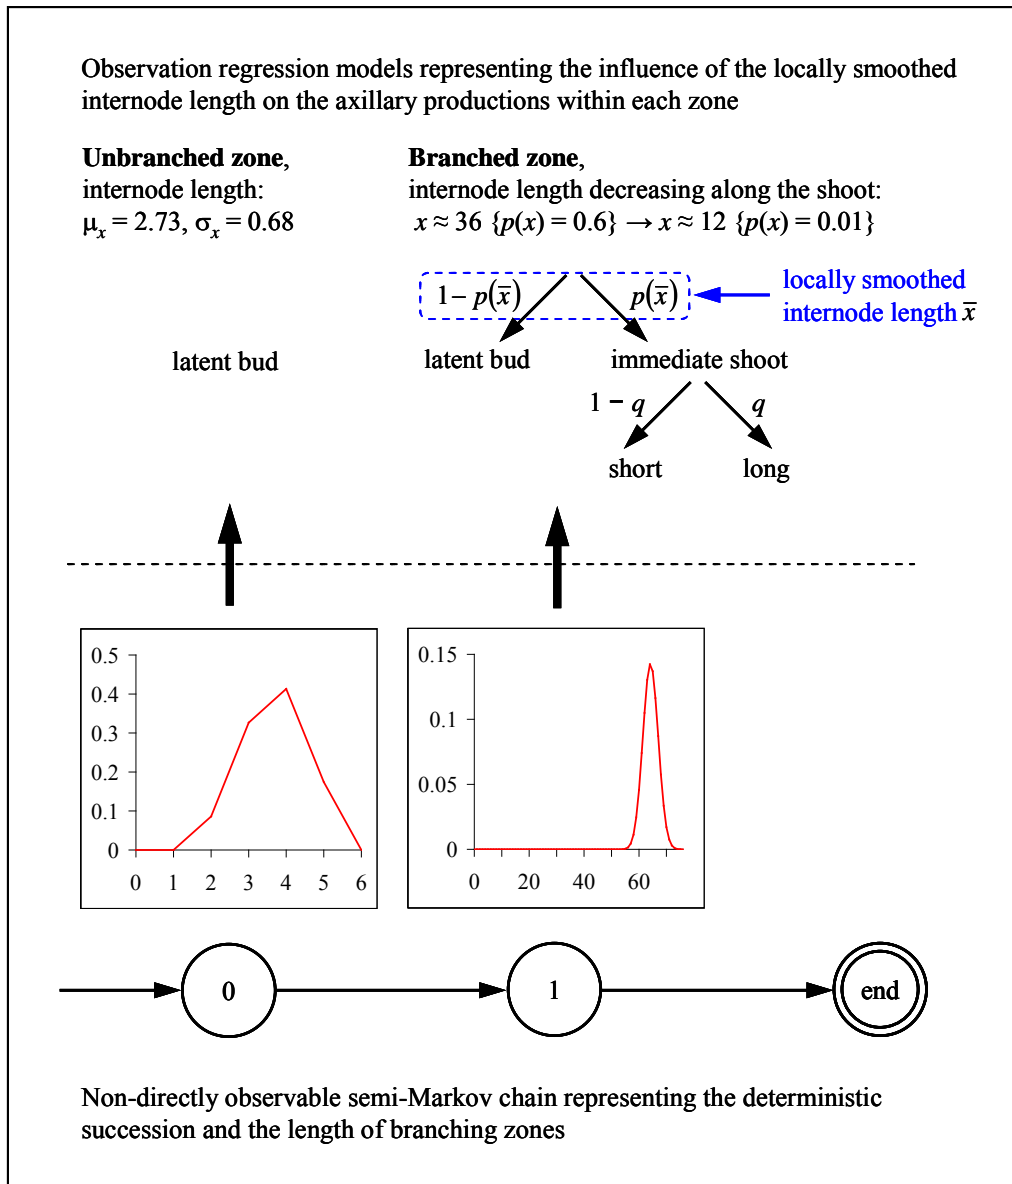 Observation regression models representing the influence of the locally smoothed
internode length on the axillary productions within each zone
Unbranched zone,
internode length:
μₓ = 2.73, σₓ = 0.68
Branched zone,
internode length decreasing along the shoot:
x ≈ 36 {p(x) = 0.6} → x ≈ 12 {p(x) = 0.01}
1 − p(x̅)
p(x̅)
locally smoothed
internode length x̅
latent bud
latent bud
immediate shoot
1 − q
q
short
long
0.5
0.4
0.3
0.2
0.1
0
0 1 2 3 4 5 6
0.15
0.1
0.05
0
0 20 40 60
0
1
end
Non-directly observable semi-Markov chain representing the deterministic
succession and the length of branching zones